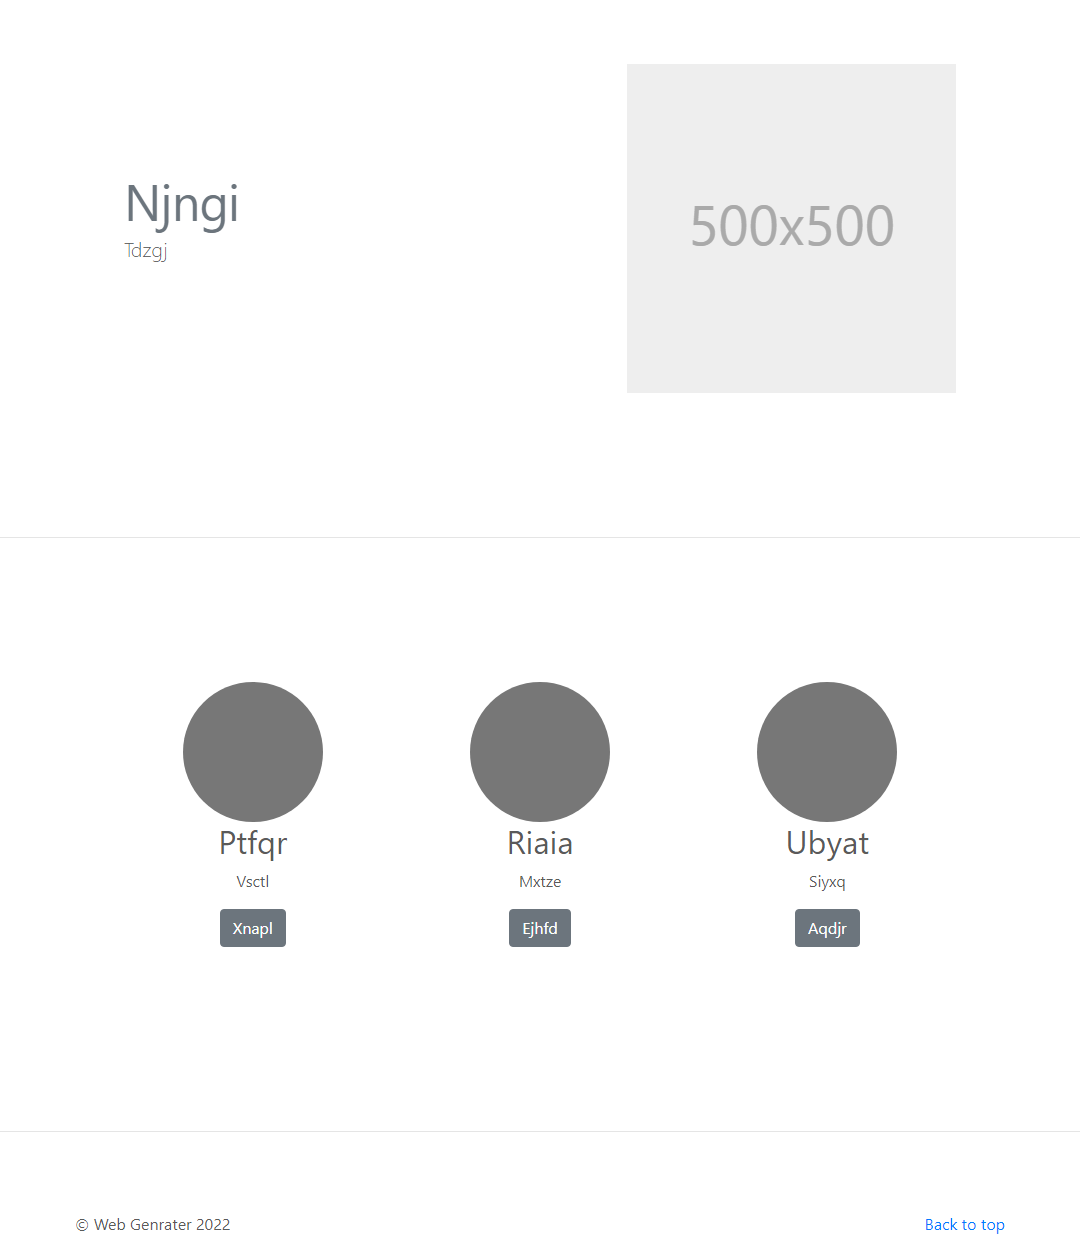 Njngi
Tdzgj
500x500
Ptfqr
Riaia
Ubyat
Vsctl
Mxtze
Siyxq
Xnapl
Ejhfd
Aqdjr
© Web Genrater 2022
Back to top